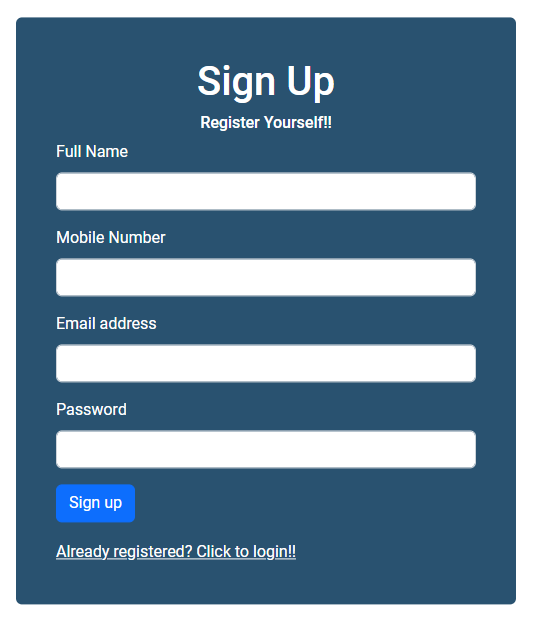 Sign Up
Register Yourself!!
Full Name
Mobile Number
Email address
Password
Sign up
Already registered? Click to login!!